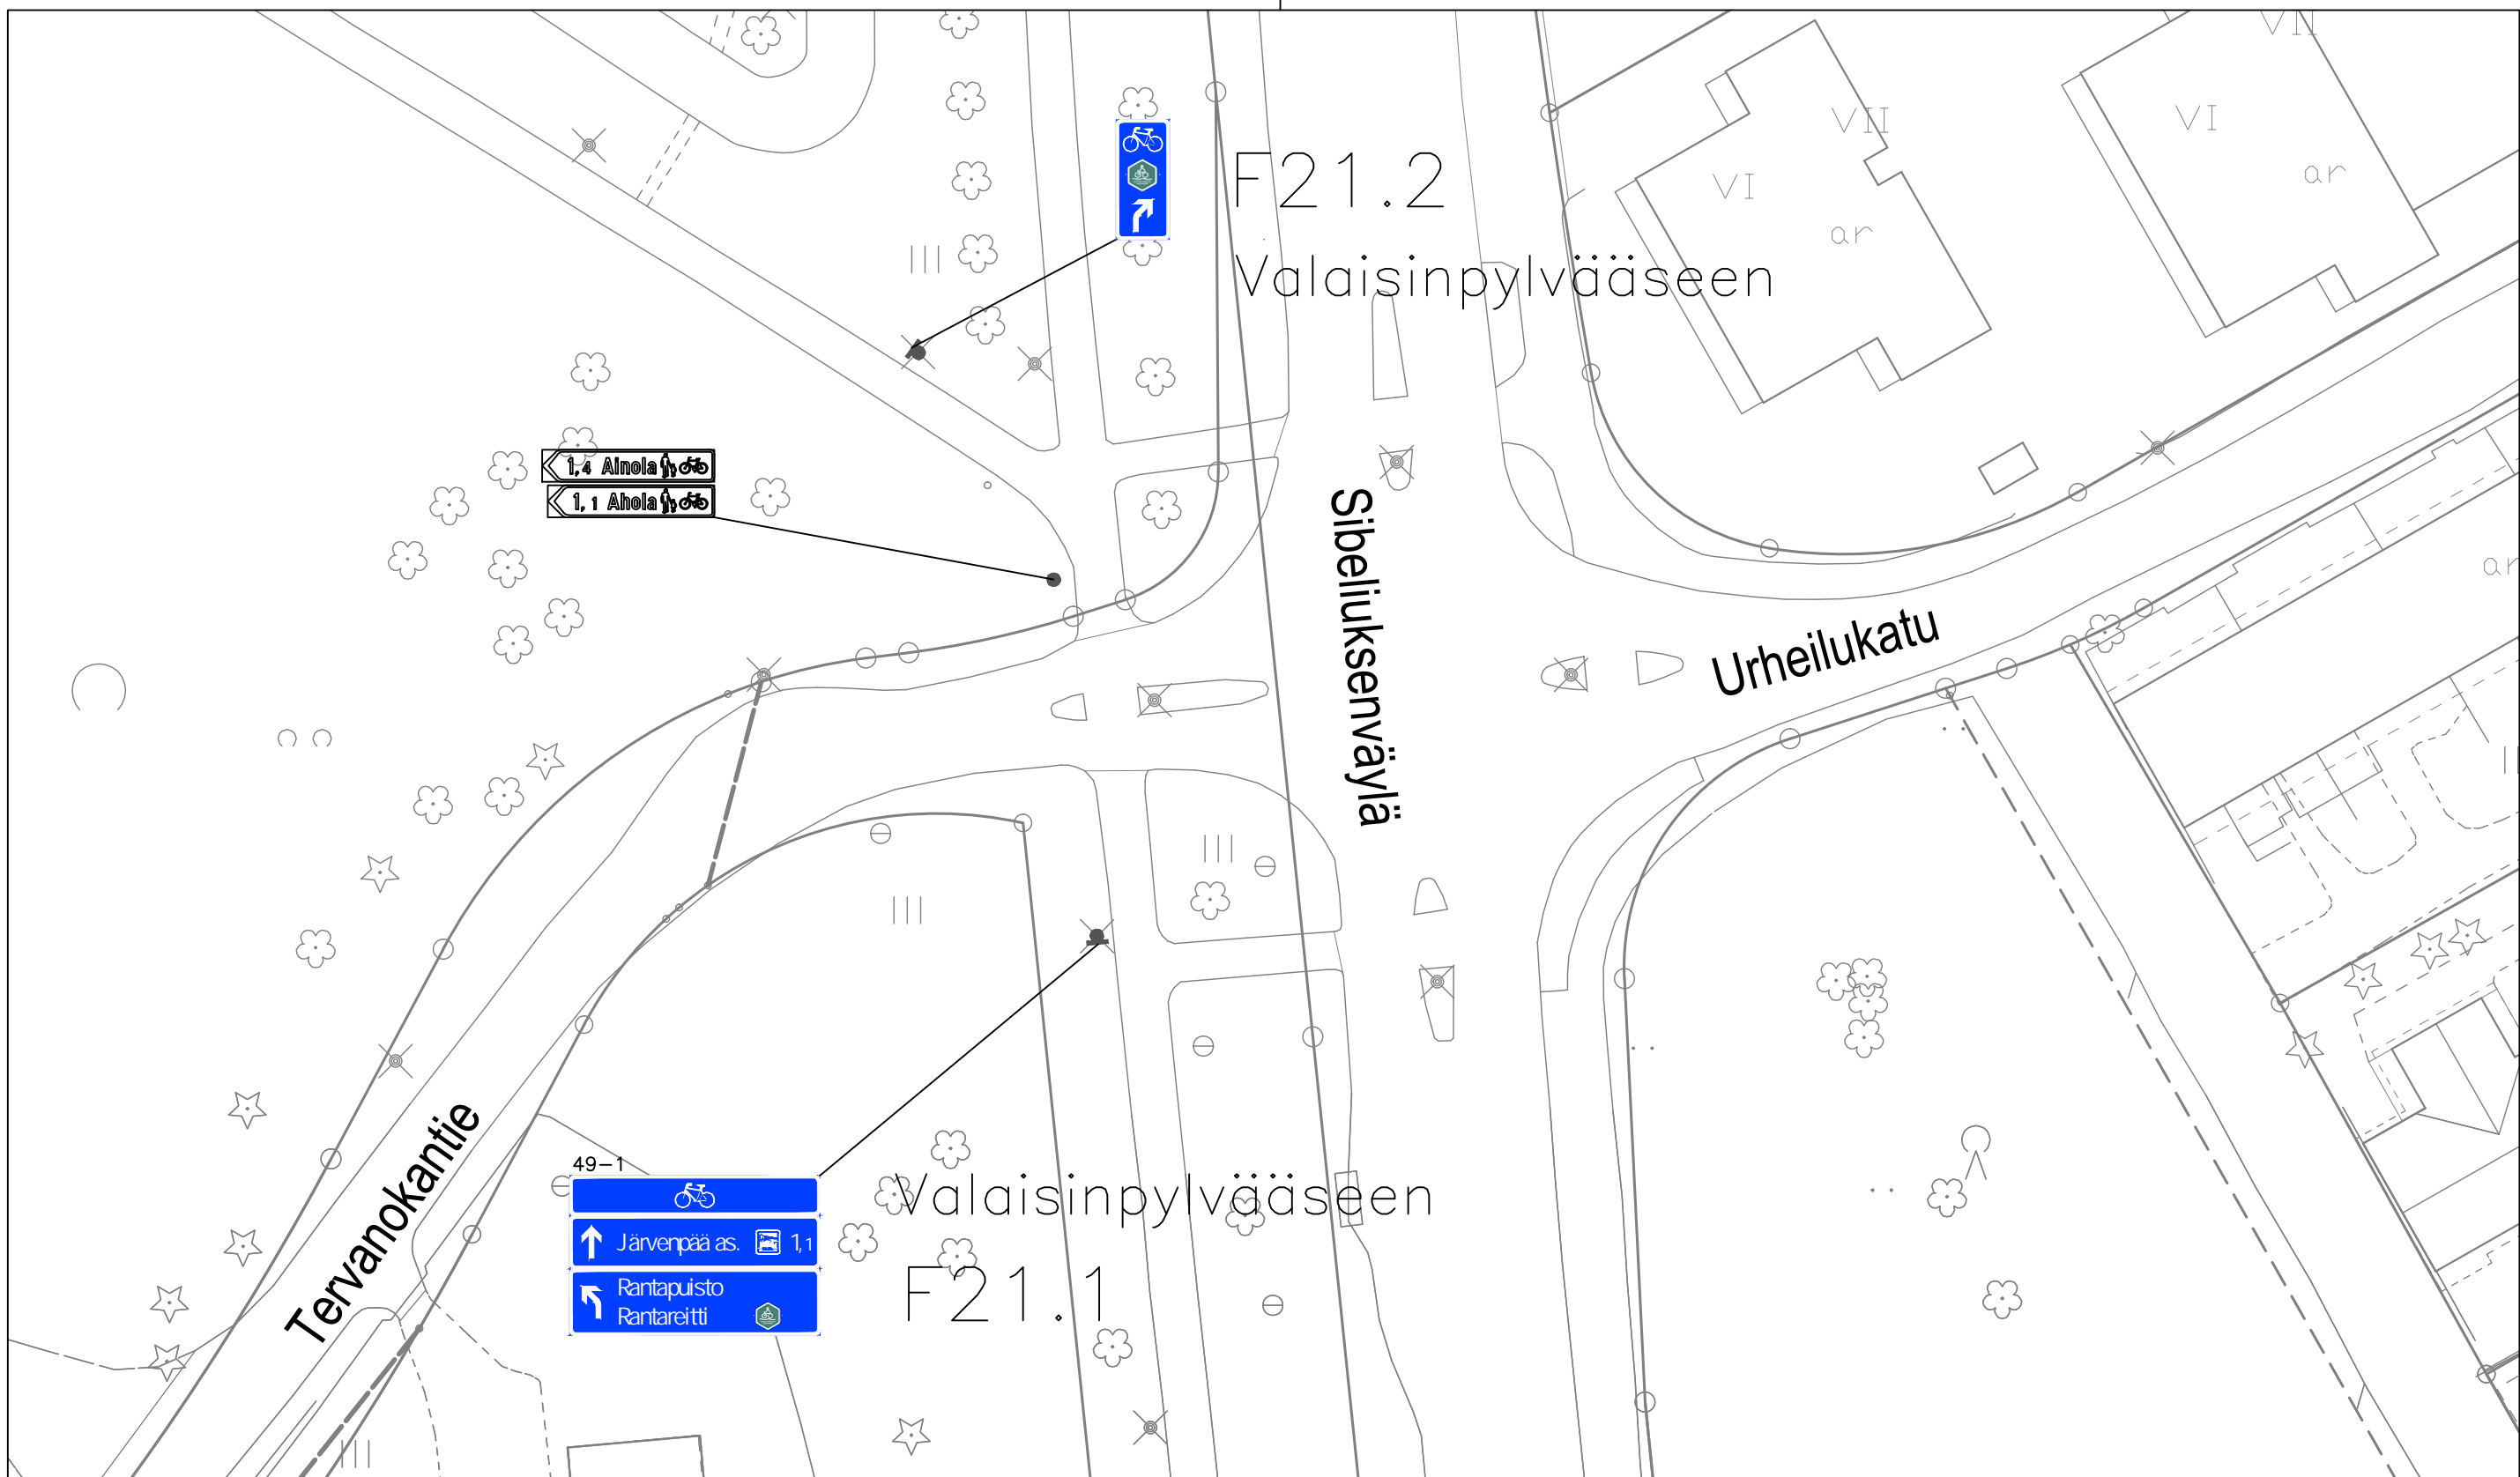 VII
VII
VI
VI
ar
ar
F21.2
Valaisinpylvääseen
1,4 Ainola
1,1 Ahola
Sibeliuksenväylä
Urheilukatu
ar
Tervanokantie
49-1
Järvenpää as. 1,1
Rantapuisto
Rantareitti
Valaisinpylvääseen
F21.1